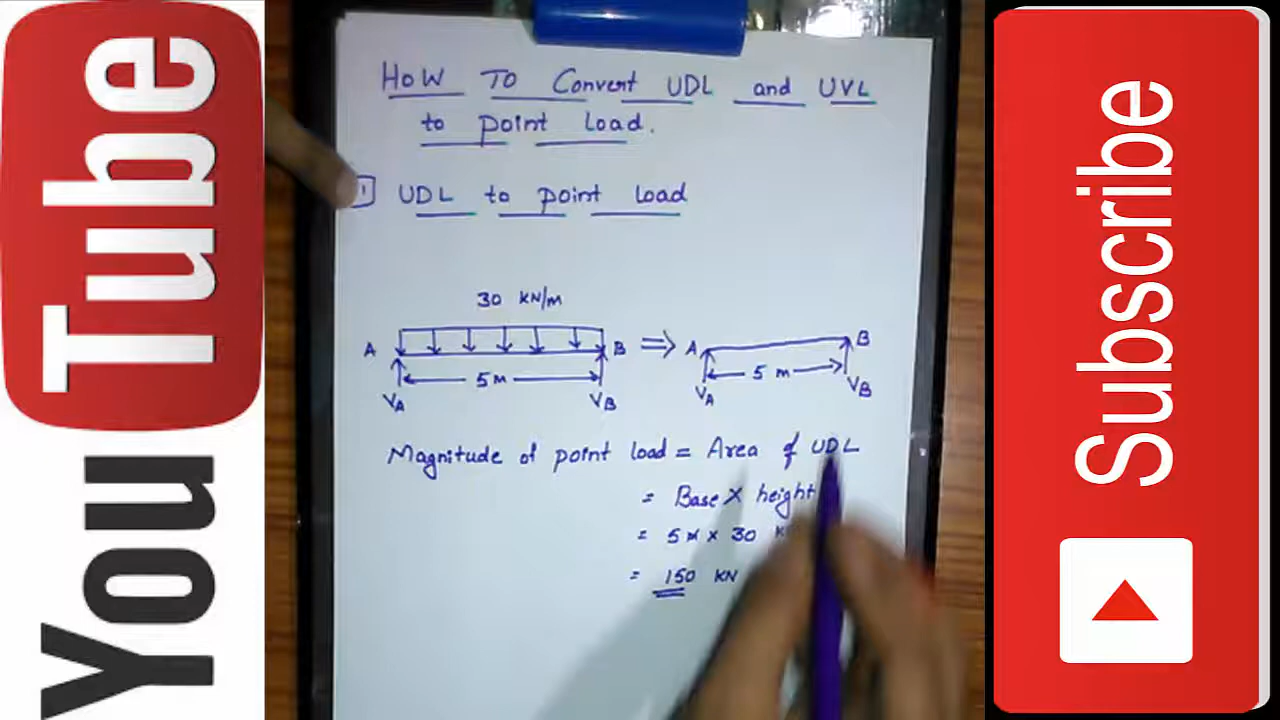 YouTube
HOW TO Convert UDL and UVL
to point load.
1 UDL to point load
30 KN/m
A B ⇒ A B
5 m 5 m
VA VB VA VB
Magnitude of point load = Area of UDL
= Base X height
= 5 m x 30
= 150 KN
Subscribe